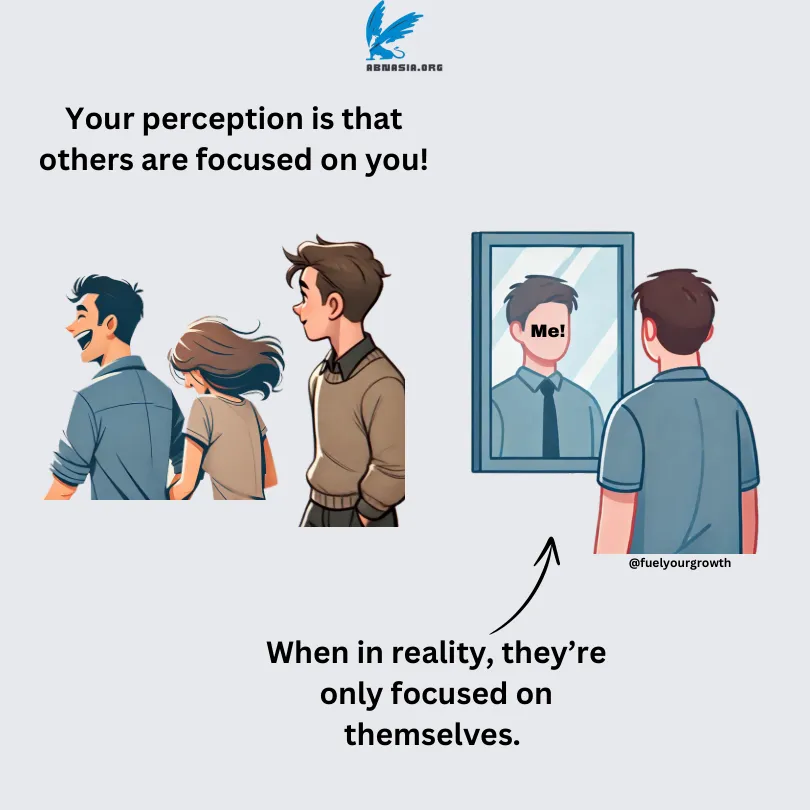 ABNASIA.ORG
Your perception is that
others are focused on you!
Me!
@fuelyourgrowth
When in reality, they’re
only focused on
themselves.